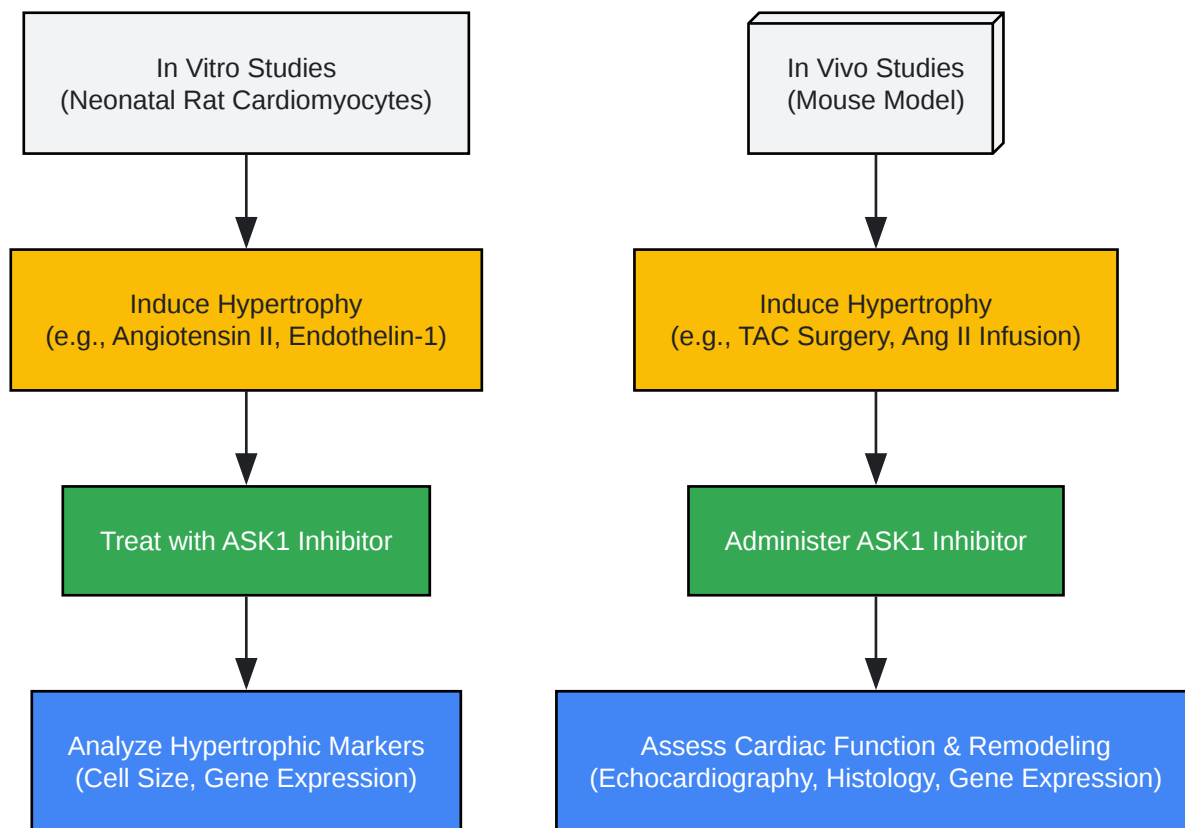 In Vitro Studies
(Neonatal Rat Cardiomyocytes)
In Vivo Studies
(Mouse Model)
Induce Hypertrophy
(e.g., Angiotensin II, Endothelin-1)
Induce Hypertrophy
(e.g., TAC Surgery, Ang II Infusion)
Treat with ASK1 Inhibitor
Administer ASK1 Inhibitor
Analyze Hypertrophic Markers
(Cell Size, Gene Expression)
Assess Cardiac Function & Remodeling
(Echocardiography, Histology, Gene Expression)